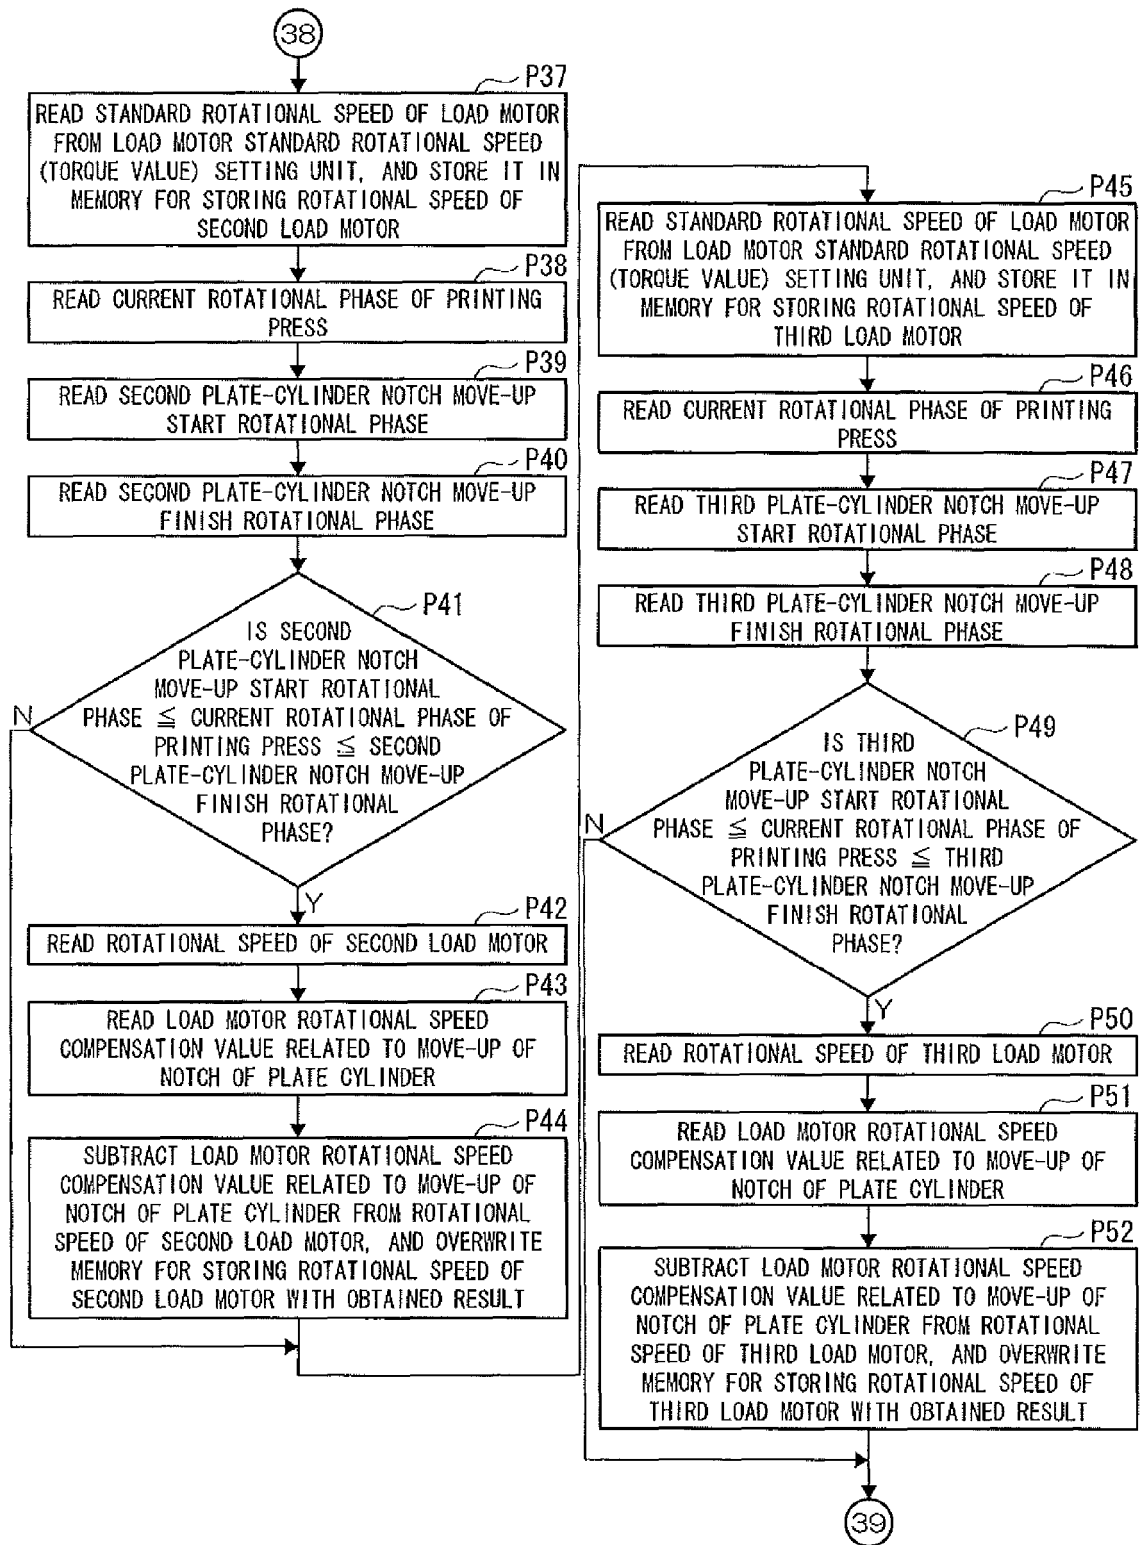 38
P37
READ STANDARD ROTATIONAL SPEED OF LOAD MOTOR
FROM LOAD MOTOR STANDARD ROTATIONAL SPEED
(TORQUE VALUE) SETTING UNIT, AND STORE IT IN
MEMORY FOR STORING ROTATIONAL SPEED OF
SECOND LOAD MOTOR
P38
READ CURRENT ROTATIONAL PHASE OF PRINTING
PRESS
P39
READ SECOND PLATE-CYLINDER NOTCH MOVE-UP
START ROTATIONAL PHASE
P40
READ SECOND PLATE-CYLINDER NOTCH MOVE-UP
FINISH ROTATIONAL PHASE
P41
IS SECOND
PLATE-CYLINDER NOTCH
MOVE-UP START ROTATIONAL
PHASE ≦ CURRENT ROTATIONAL PHASE OF
PRINTING PRESS ≦ SECOND
PLATE-CYLINDER NOTCH MOVE-UP
FINISH ROTATIONAL
PHASE?
N
Y
P42
READ ROTATIONAL SPEED OF SECOND LOAD MOTOR
P43
READ LOAD MOTOR ROTATIONAL SPEED
COMPENSATION VALUE RELATED TO MOVE-UP OF
NOTCH OF PLATE CYLINDER
P44
SUBTRACT LOAD MOTOR ROTATIONAL SPEED
COMPENSATION VALUE RELATED TO MOVE-UP OF
NOTCH OF PLATE CYLINDER FROM ROTATIONAL
SPEED OF SECOND LOAD MOTOR, AND OVERWRITE
MEMORY FOR STORING ROTATIONAL SPEED OF
SECOND LOAD MOTOR WITH OBTAINED RESULT
P45
READ STANDARD ROTATIONAL SPEED OF LOAD MOTOR
FROM LOAD MOTOR STANDARD ROTATIONAL SPEED
(TORQUE VALUE) SETTING UNIT, AND STORE IT IN
MEMORY FOR STORING ROTATIONAL SPEED OF
THIRD LOAD MOTOR
P46
READ CURRENT ROTATIONAL PHASE OF PRINTING
PRESS
P47
READ THIRD PLATE-CYLINDER NOTCH MOVE-UP
START ROTATIONAL PHASE
P48
READ THIRD PLATE-CYLINDER NOTCH MOVE-UP
FINISH ROTATIONAL PHASE
P49
IS THIRD
PLATE-CYLINDER NOTCH
MOVE-UP START ROTATIONAL
PHASE ≦ CURRENT ROTATIONAL PHASE OF
PRINTING PRESS ≦ THIRD
PLATE-CYLINDER NOTCH MOVE-UP
FINISH ROTATIONAL
PHASE?
N
Y
P50
READ ROTATIONAL SPEED OF THIRD LOAD MOTOR
P51
READ LOAD MOTOR ROTATIONAL SPEED
COMPENSATION VALUE RELATED TO MOVE-UP OF
NOTCH OF PLATE CYLINDER
P52
SUBTRACT LOAD MOTOR ROTATIONAL SPEED
COMPENSATION VALUE RELATED TO MOVE-UP OF
NOTCH OF PLATE CYLINDER FROM ROTATIONAL
SPEED OF THIRD LOAD MOTOR, AND OVERWRITE
MEMORY FOR STORING ROTATIONAL SPEED OF
THIRD LOAD MOTOR WITH OBTAINED RESULT
39